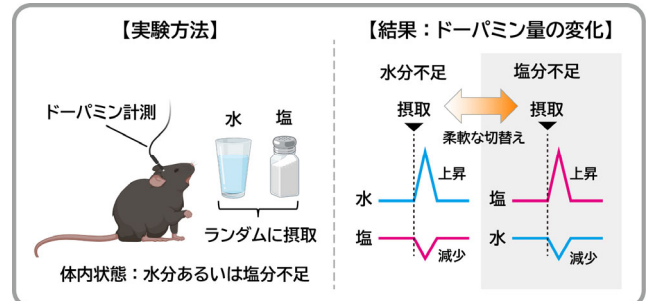 【実験方法】
ドーパミン計測
水
塩
ランダムに摂取
体内状態：水分あるいは塩分不足
【結果：ドーパミン量の変化】
水分不足
塩分不足
摂取
摂取
柔軟な切替え
水
上昇
塩
減少
塩
上昇
水
減少